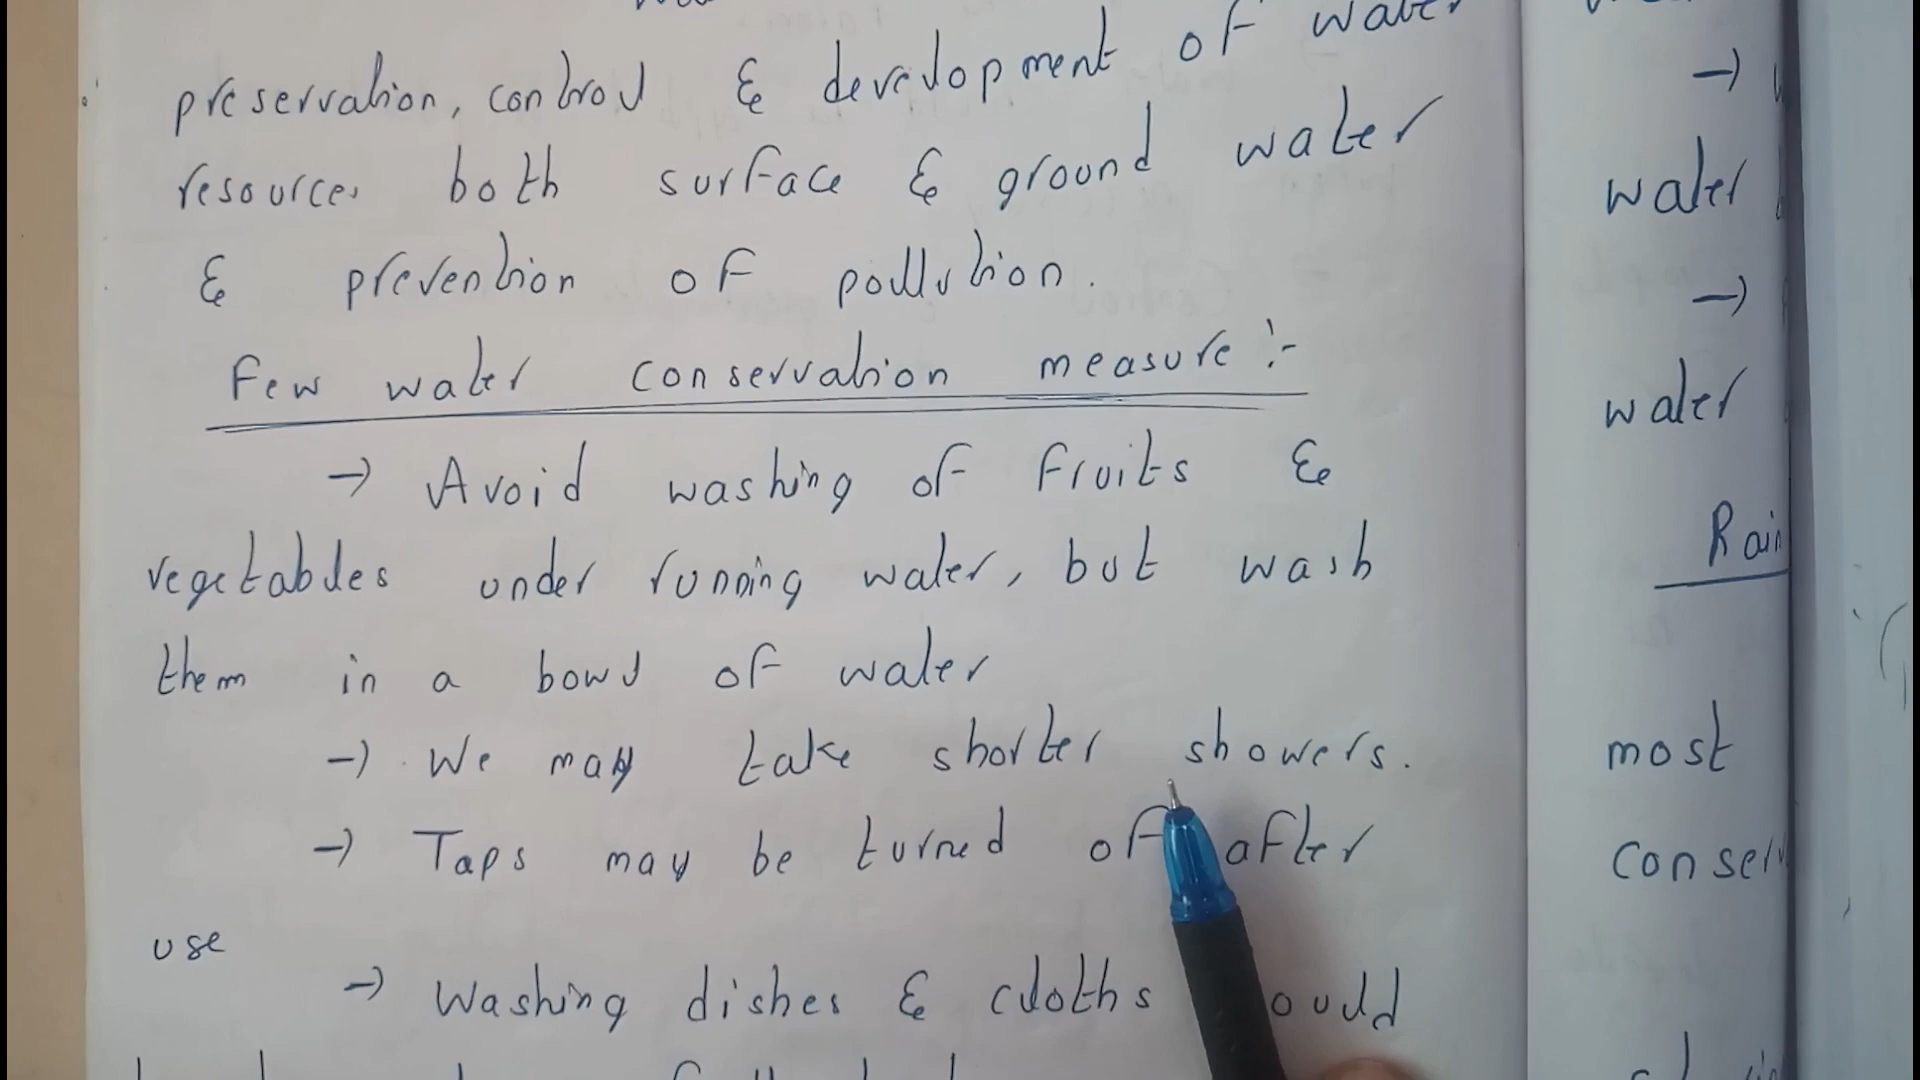 preservation, control & development of water
resources both surface & ground water
& prevention of pollution.
Few water conservation measure :-
→ Avoid washing of fruits &
vegetables under running water, but wash
them in a bowl of water
→ We may take shorter showers.
→ Taps may be turned of after
use
→ Washing dishes & cloths
→
water
→
water
Rain
most